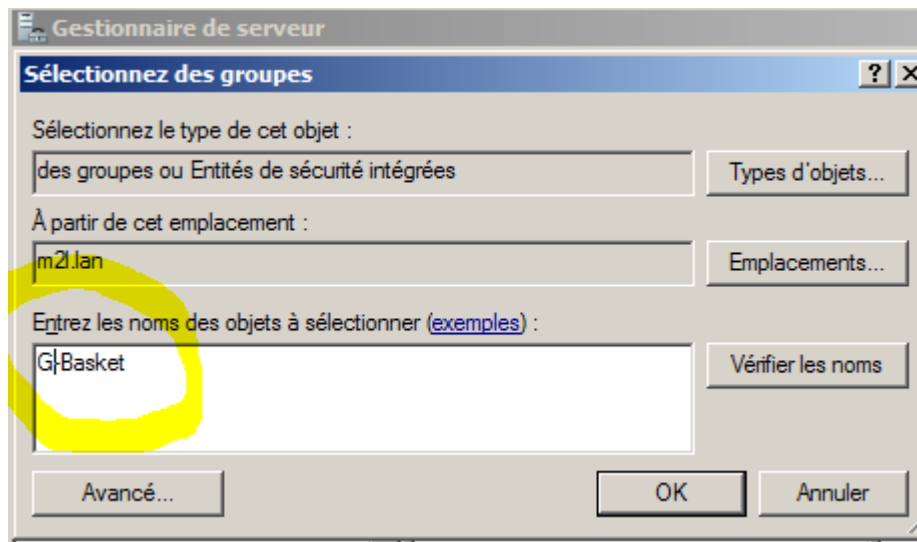 Gestionnaire de serveur
Sélectionnez des groupes
Sélectionnez le type de cet objet :
des groupes ou Entités de sécurité intégrées
Types d'objets...
À partir de cet emplacement :
m2l.lan
Emplacements...
Entrez les noms des objets à sélectionner (exemples) :
G-Basket
Vérifier les noms
Avancé...
OK
Annuler